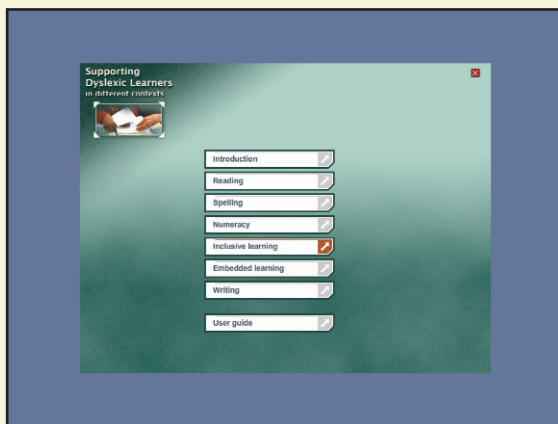 Supporting
Dyslexic Learners
in different contexts
Introduction
Reading
Spelling
Numeracy
Inclusive learning
Embedded learning
Writing
User guide